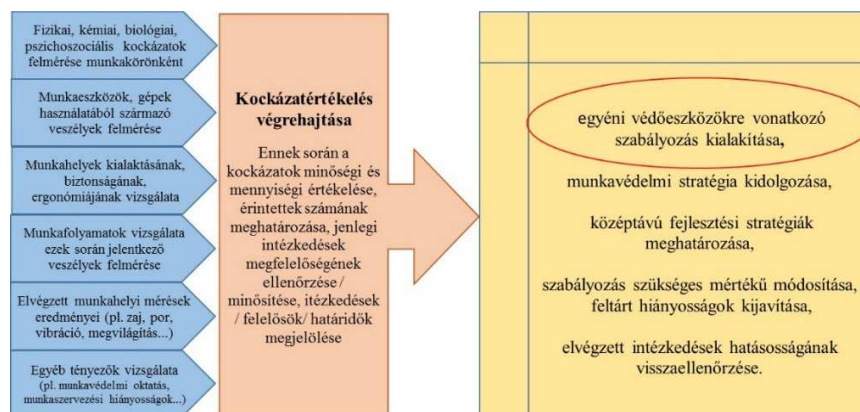 Fizikai, kémiai, biológiai,
pszichoszociális kockázatok
felmérése munkakörönként
Munkaeszközök, gépek
használatából származó
veszélyek felmérése
Munkahelyek kialaktásának,
biztonságának,
ergonómiájának vizsgálata
Munkafolyamatok vizsgálata
ezek során jelentkező
veszélyek felmérése
Elvégzett munkahelyi mérések
eredményei (pl. zaj, por,
vibráció, megvilágítás...)
Egyéb tényezők vizsgálata
(pl. munkavédelmi oktatás,
munkaszervezési hiányosságok...)
Kockázatértékelés
végrehajtása
Ennek során a
kockázatok minőségi és
mennyiségi értékelése,
érintettek számának
meghatározása, jelenlegi
intézkedések
megfelelőségének
ellenőrzése /
minősítése, itézkedések
/ felelősök/ határidők
megjelölése
egyéni védőeszközökre vonatkozó
szabályozás kialakítása,
munkavédelmi stratégia kidolgozása,
középtávú fejlesztési stratégiák
meghatározása,
szabályozás szükséges mértékű módosítása,
feltárt hiányosságok kijavítása,
elvégzett intézkedések hatásosságának
visszaellenőrzése.